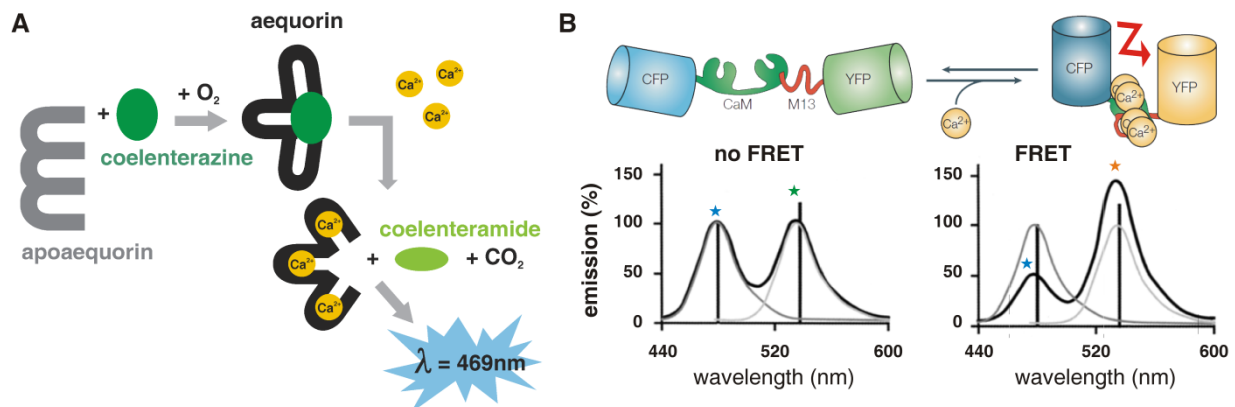 A
aequorin
+ O2
+
coelenterazine
apoaequorin
Ca2+
Ca2+
Ca2+
Ca2+
Ca2+
Ca2+
coelenteramide
+
+ CO2
λ = 469nm
B
CFP
CaM
M13
YFP
Ca2+
CFP
YFP
Ca2+
Ca2+
Ca2+
no FRET
FRET
emission (%)
150
100
50
0
440
520
600
wavelength (nm)
150
100
50
0
440
520
600
wavelength (nm)